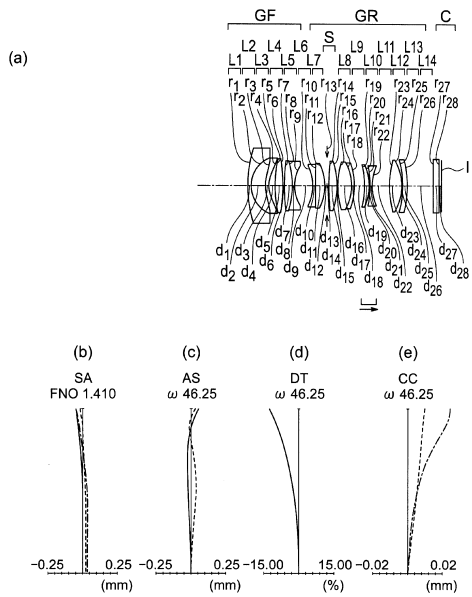 (a)
GF GR C
S
L2 L4 L6 L9 L11 L13
L1 L3 L5 L7 L8 L10 L12 L14
r1 r3 r5 r7 r10 r13 r14 r19 r23 r25 r27
r2 r4 r6 r8 r11 r15 r20 r24 r26 r28
r9 r12 r16 r21
r17 r22
r18
I
d1 d3 d5 d7 d10 d13 d16 d19 d23 d27
d2 d4 d6 d8 d11 d14 d17 d20 d24 d28
d9 d12 d15 d18 d21 d25
d22 d26
(b) (c) (d) (e)
SA AS DT CC
FNO 1.410 ω 46.25 ω 46.25 ω 46.25
−0.25 0.25 −0.25 0.25 −15.00 15.00 −0.02 0.02
(mm) (mm) (%) (mm)